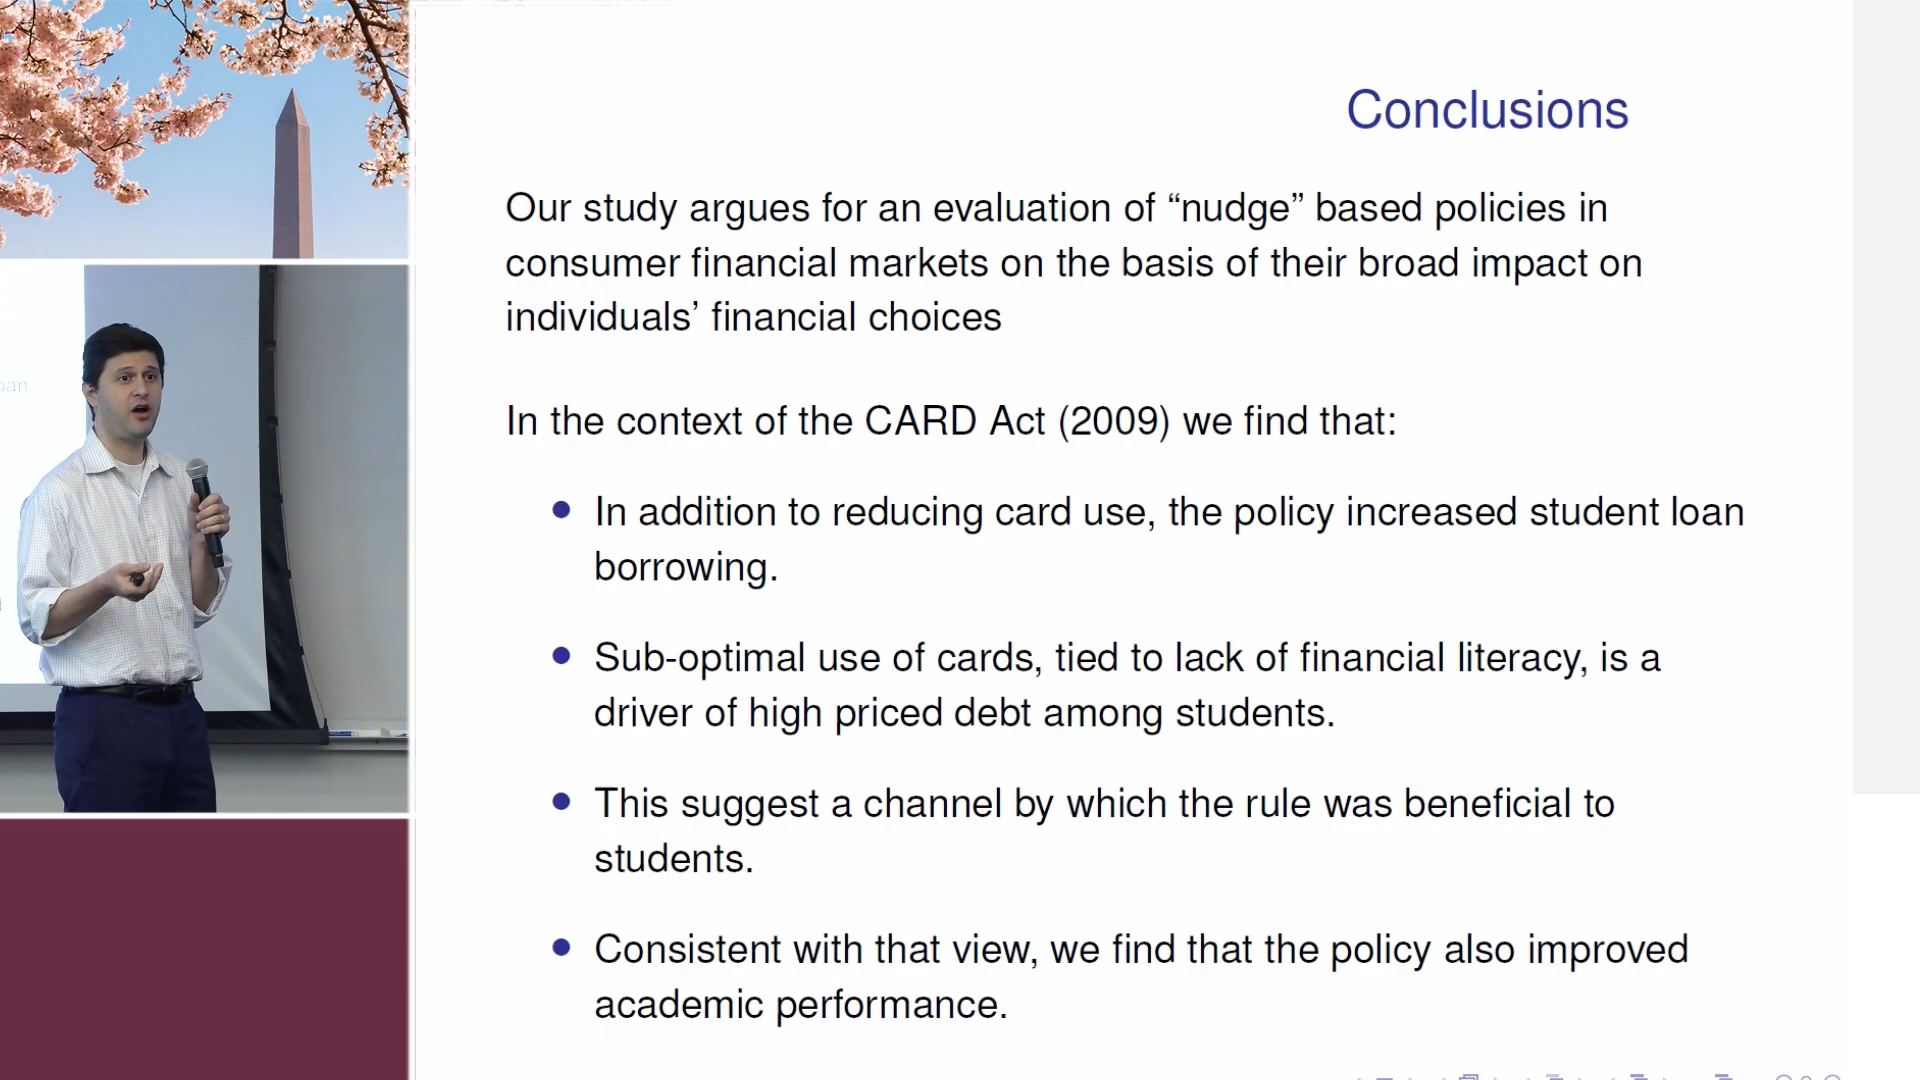 Conclusions
Our study argues for an evaluation of “nudge” based policies in
consumer financial markets on the basis of their broad impact on
individuals’ financial choices
In the context of the CARD Act (2009) we find that:
In addition to reducing card use, the policy increased student loan
borrowing.
Sub-optimal use of cards, tied to lack of financial literacy, is a
driver of high priced debt among students.
This suggest a channel by which the rule was beneficial to
students.
Consistent with that view, we find that the policy also improved
academic performance.